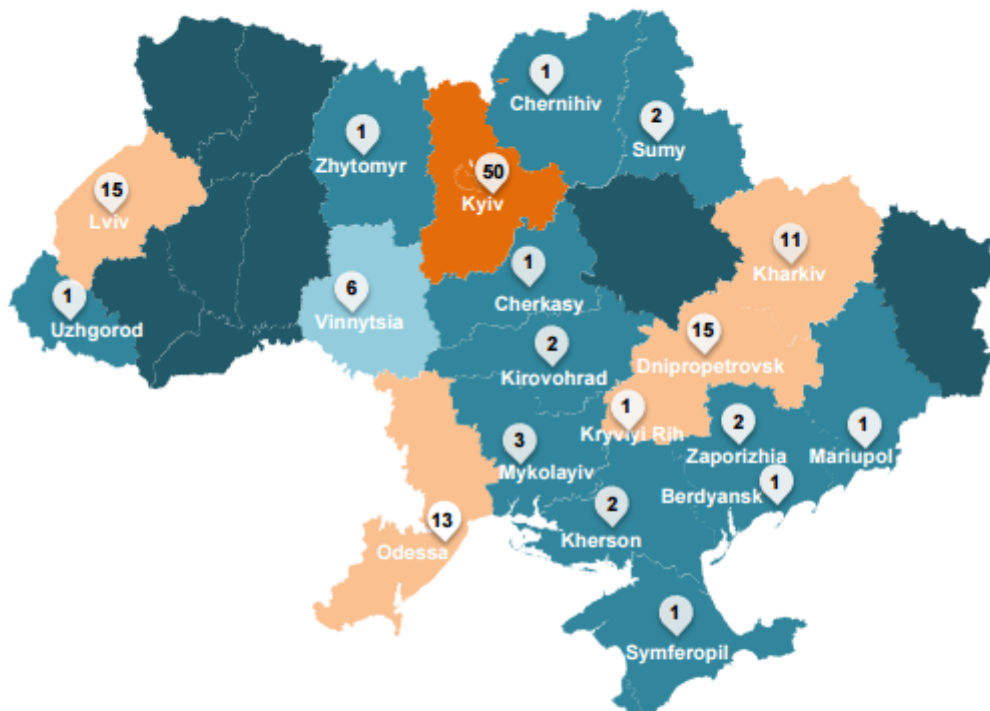 1
Chernihiv
2
Sumy
1
Zhytomyr
50
Kyiv
15
Lviv
11
Kharkiv
1
Cherkasy
1
Uzhgorod
6
Vinnytsia
15
Dnipropetrovsk
2
Kirovohrad
1
Kryvlyi Rih
2
Zaporizhia
1
Mariupol
3
Mykolayiv
1
Berdyansk
2
Kherson
13
Odessa
1
Symferopil